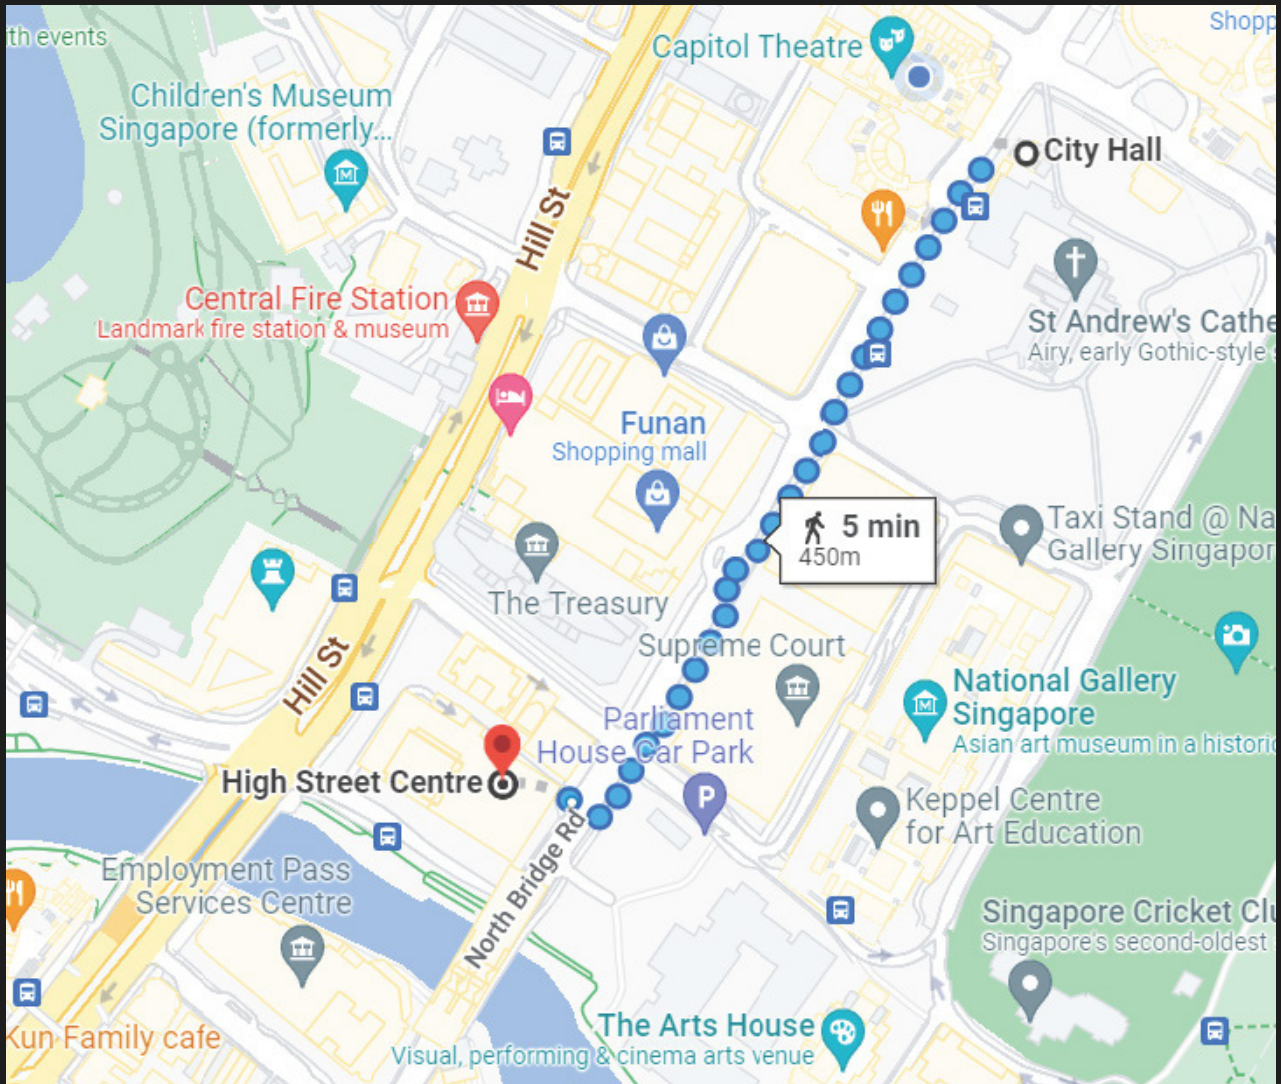 Shopp
Capitol Theatre
ith events
Children's Museum
Singapore (formerly...
M
City Hall
Hill St
Central Fire Station
Landmark fire station & museum
St Andrew's Cathe
Airy, early Gothic-style s
Funan
Shopping mall
5 min
450m
Taxi Stand @ Na
Gallery Singapor
The Treasury
Supreme Court
Hill St
National Gallery
Singapore
Asian art museum in a historic
M
Parliament
House Car Park
High Street Centre
P
Keppel Centre
for Art Education
North Bridge Rd
Employment Pass
Services Centre
Singapore Cricket Clu
Singapore's second-oldest
Kun Family cafe
The Arts House
Visual, performing & cinema arts venue